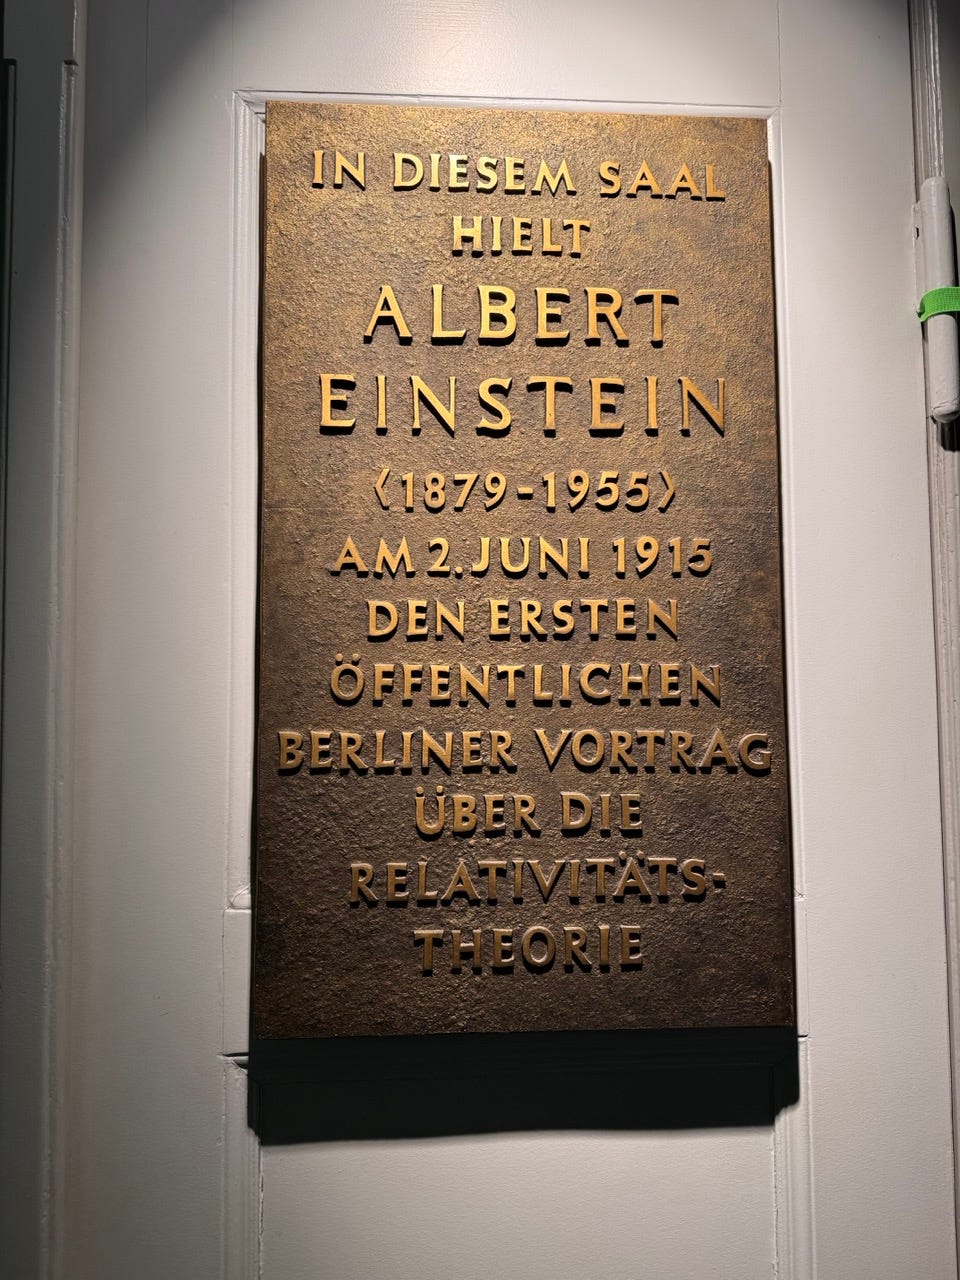 IN DIESEM SAAL
HIELT
ALBERT
EINSTEIN
〈1879-1955〉
AM 2. JUNI 1915
DEN ERSTEN
ÖFFENTLICHEN
BERLINER VORTRAG
ÜBER DIE
RELATIVITÄTS-
THEORIE